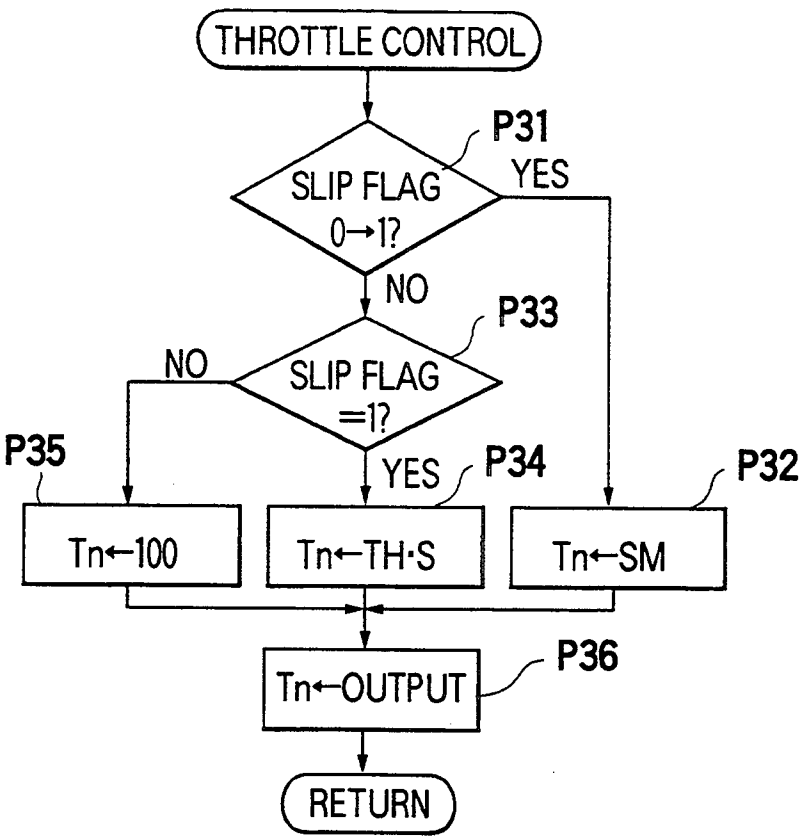 THROTTLE CONTROL
P31
SLIP FLAG
0→1?
YES
NO
P33
SLIP FLAG
=1?
NO
YES
P35
Tn←100
P34
Tn←TH·S
P32
Tn←SM
P36
Tn←OUTPUT
RETURN